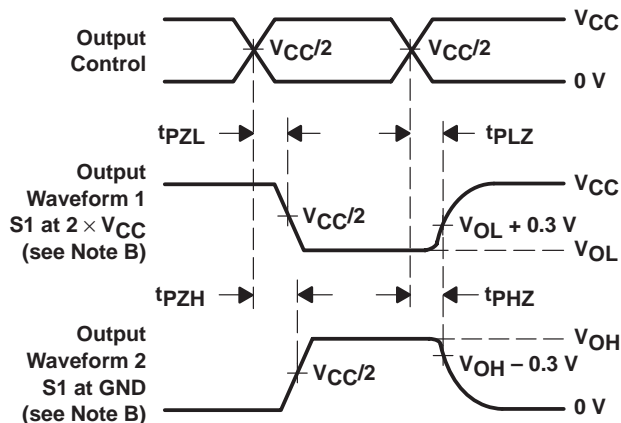 Output
Control
VCC/2
VCC/2
VCC
0 V
tPZL
tPLZ
Output
Waveform 1
S1 at 2 × VCC
(see Note B)
VCC/2
VCC
VOL + 0.3 V
VOL
tPZH
tPHZ
Output
Waveform 2
S1 at GND
(see Note B)
VCC/2
VOH
VOH – 0.3 V
0 V